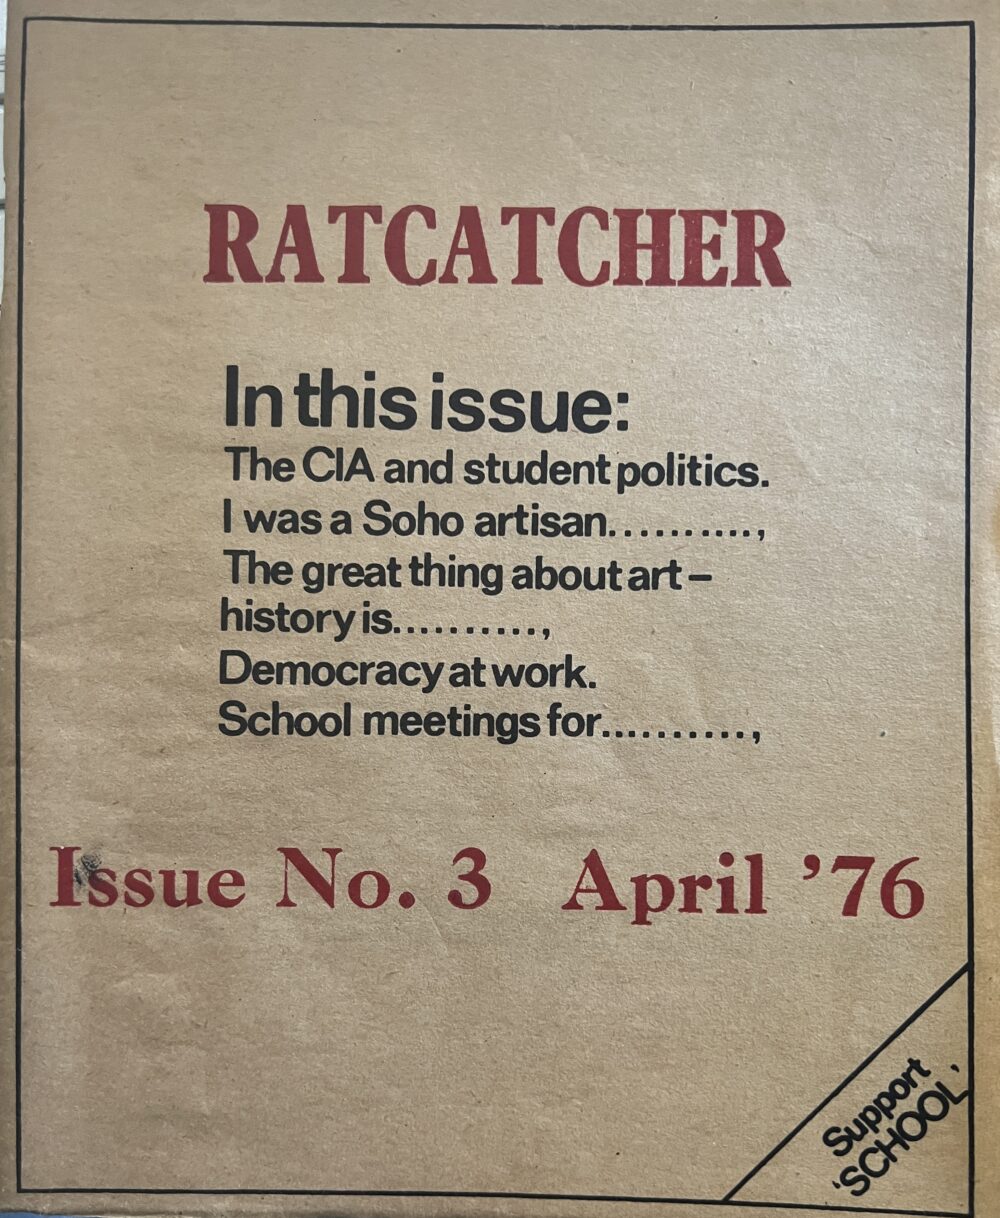 RATCATCHER
In this issue:
The CIA and student politics.
I was a Soho artisan..........,
The great thing about art –
history is..........,
Democracy at work.
School meetings for..........,
Issue No. 3 April ’76
Support
‘SCHOOL’